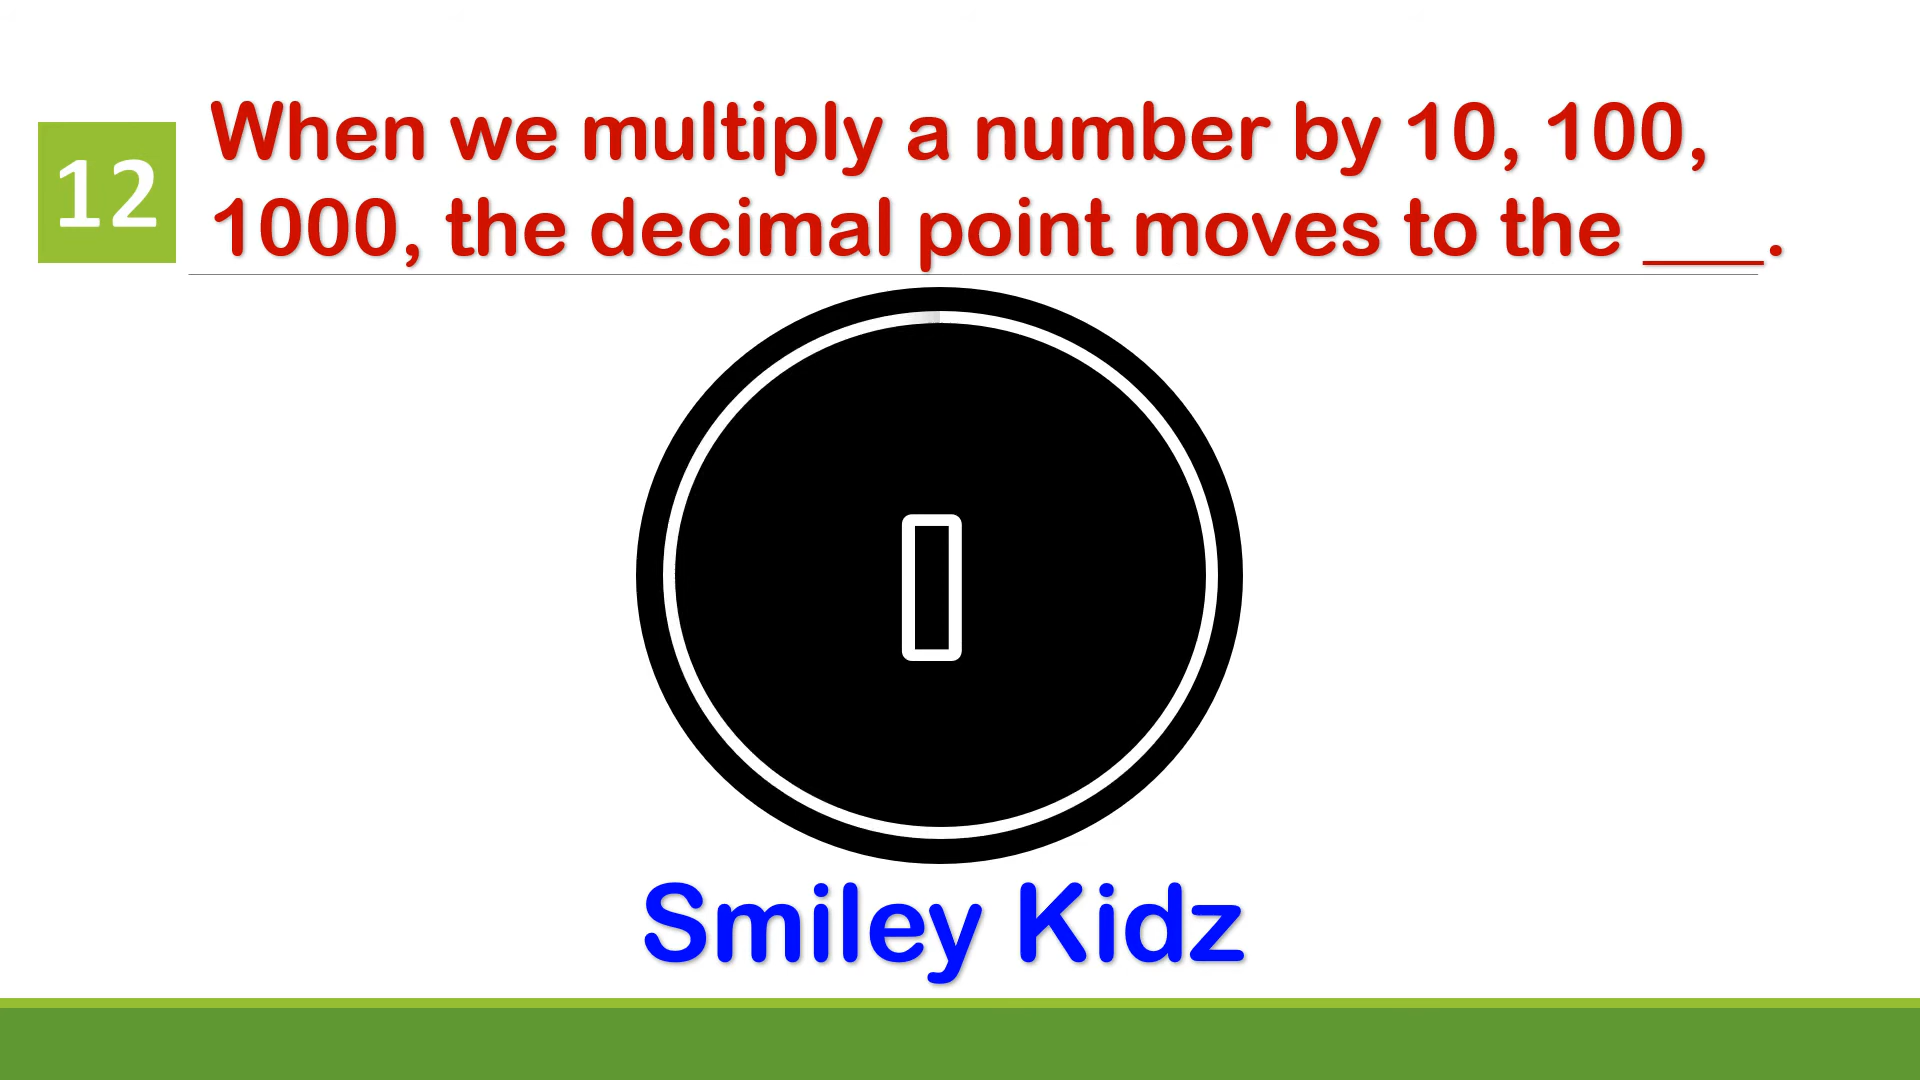 12
When we multiply a number by 10, 100,
1000, the decimal point moves to the ___.
Smiley Kidz